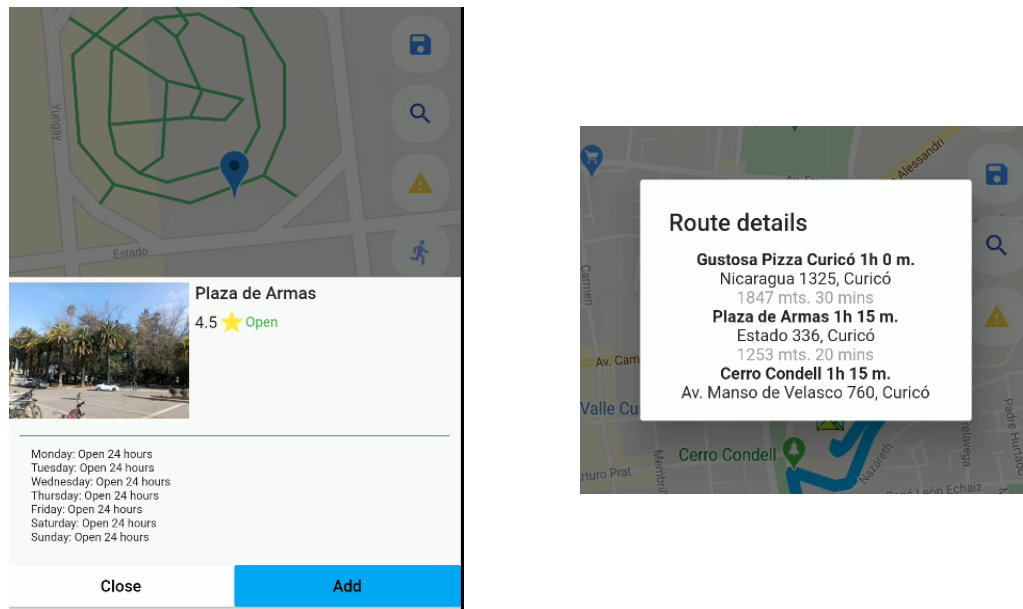 Yungay
Estado
Plaza de Armas
4.5 Open
Monday: Open 24 hours
Tuesday: Open 24 hours
Wednesday: Open 24 hours
Thursday: Open 24 hours
Friday: Open 24 hours
Saturday: Open 24 hours
Sunday: Open 24 hours
Close Add
Alessandri
Carmen
Route details
Gustosa Pizza Curicó 1h 0 m.
Nicaragua 1325, Curicó
1847 mts. 30 mins
Plaza de Armas 1h 15 m.
Estado 336, Curicó
1253 mts. 20 mins
Cerro Condell 1h 15 m.
Av. Manso de Velasco 760, Curicó
Av. Cam
Valle Cu
Cerro Condell
Nazareth
rturo Prat
Membril
Padre Hurtado